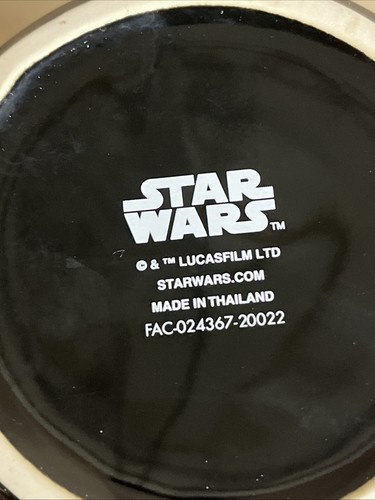 STAR
WARS™
© & ™ LUCASFILM LTD
STARWARS.COM
MADE IN THAILAND
FAC-024367-20022